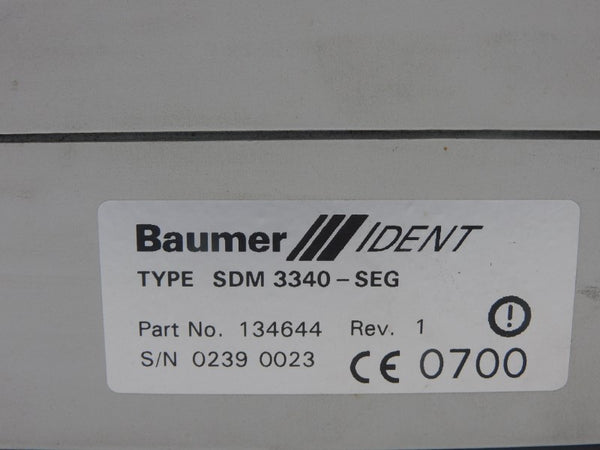 Baumer IDENT
TYPE SDM 3340-SEG
Part No. 134644 Rev. 1
S/N 0239 0023 CE 0700